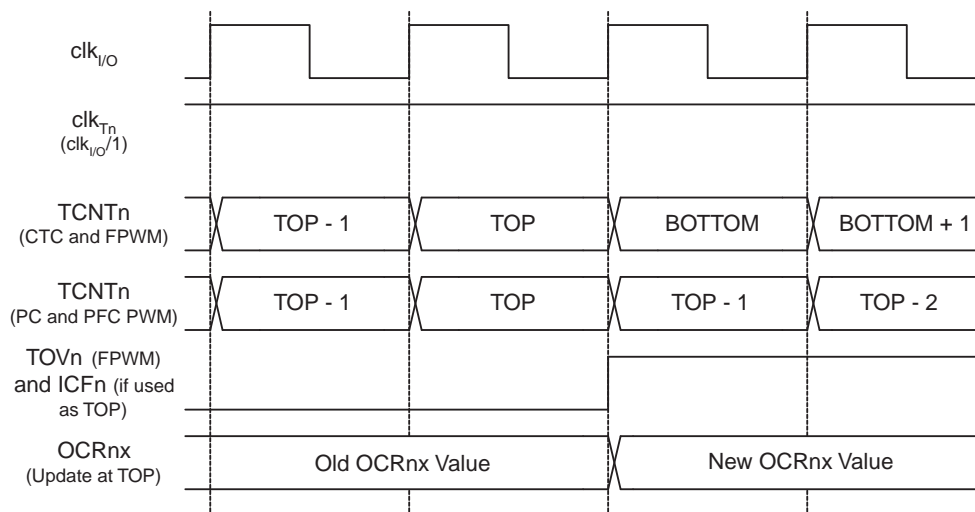 clkI/O
clkTn
(clkI/O/1)
TCNTn
(CTC and FPWM)
TOP - 1
TOP
BOTTOM
BOTTOM + 1
TCNTn
(PC and PFC PWM)
TOP - 1
TOP
TOP - 1
TOP - 2
TOVn (FPWM)
and ICFn (if used
as TOP)
OCRnx
(Update at TOP)
Old OCRnx Value
New OCRnx Value